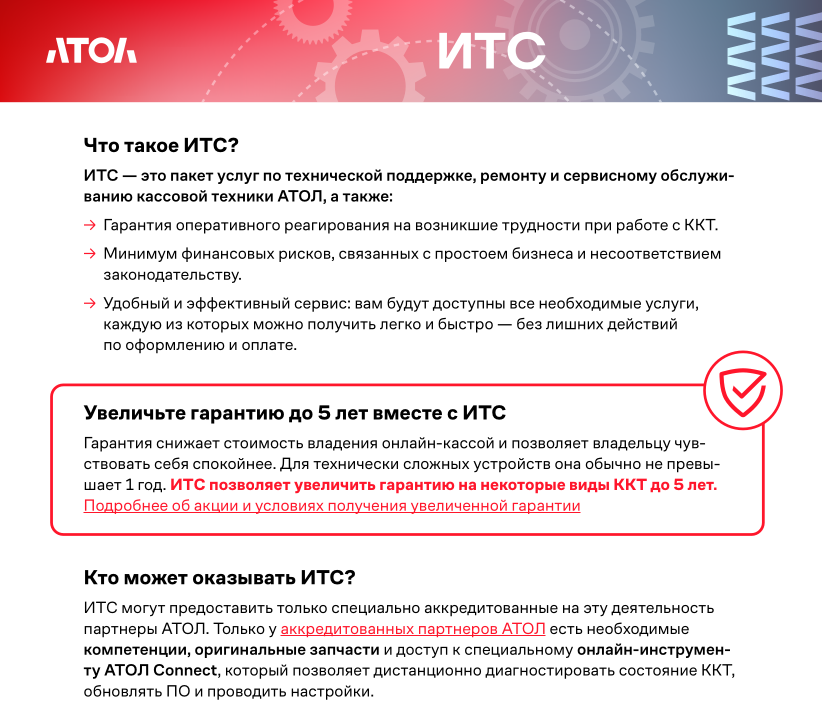 АТОЛ
ИТС
Что такое ИТС?
ИТС — это пакет услуг по технической поддержке, ремонту и сервисному обслужи-
ванию кассовой техники АТОЛ, а также:
→ Гарантия оперативного реагирования на возникшие трудности при работе с ККТ.
→ Минимум финансовых рисков, связанных с простоем бизнеса и несоответствием
законодательству.
→ Удобный и эффективный сервис: вам будут доступны все необходимые услуги,
каждую из которых можно получить легко и быстро — без лишних действий
по оформлению и оплате.
Увеличьте гарантию до 5 лет вместе с ИТС
Гарантия снижает стоимость владения онлайн-кассой и позволяет владельцу чув-
ствовать себя спокойнее. Для технически сложных устройств она обычно не превы-
шает 1 год. ИТС позволяет увеличить гарантию на некоторые виды ККТ до 5 лет.
Подробнее об акции и условиях получения увеличенной гарантии
Кто может оказывать ИТС?
ИТС могут предоставить только специально аккредитованные на эту деятельность
партнеры АТОЛ. Только у аккредитованных партнеров АТОЛ есть необходимые
компетенции, оригинальные запчасти и доступ к специальному онлайн-инструмен-
ту АТОЛ Connect, который позволяет дистанционно диагностировать состояние ККТ,
обновлять ПО и проводить настройки.